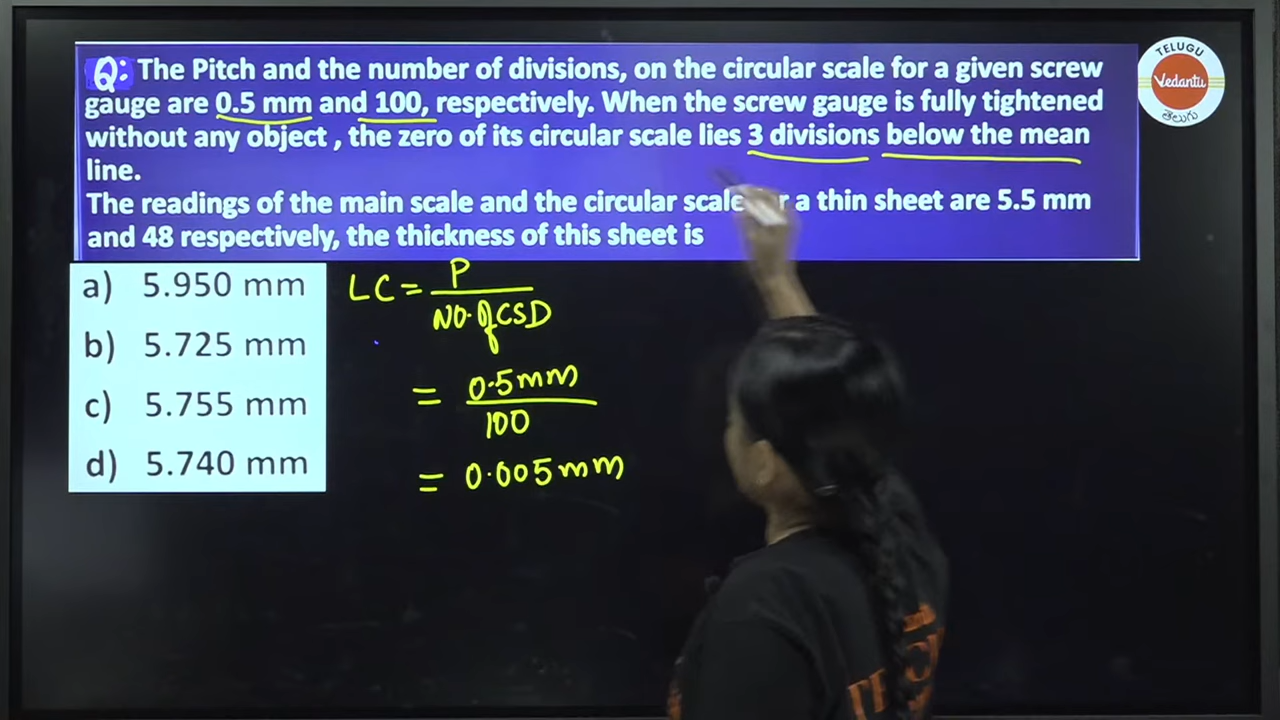 Q: The Pitch and the number of divisions, on the circular scale for a given screw
gauge are 0.5 mm and 100, respectively. When the screw gauge is fully tightened
without any object , the zero of its circular scale lies 3 divisions below the mean
line.
The readings of the main scale and the circular scale a thin sheet are 5.5 mm
and 48 respectively, the thickness of this sheet is
TELUGU
Vedantu
తెలుగు
a) 5.950 mm
b) 5.725 mm
c) 5.755 mm
d) 5.740 mm
LC = P
NO. of CSD
= 0.5mm
100
= 0.005mm